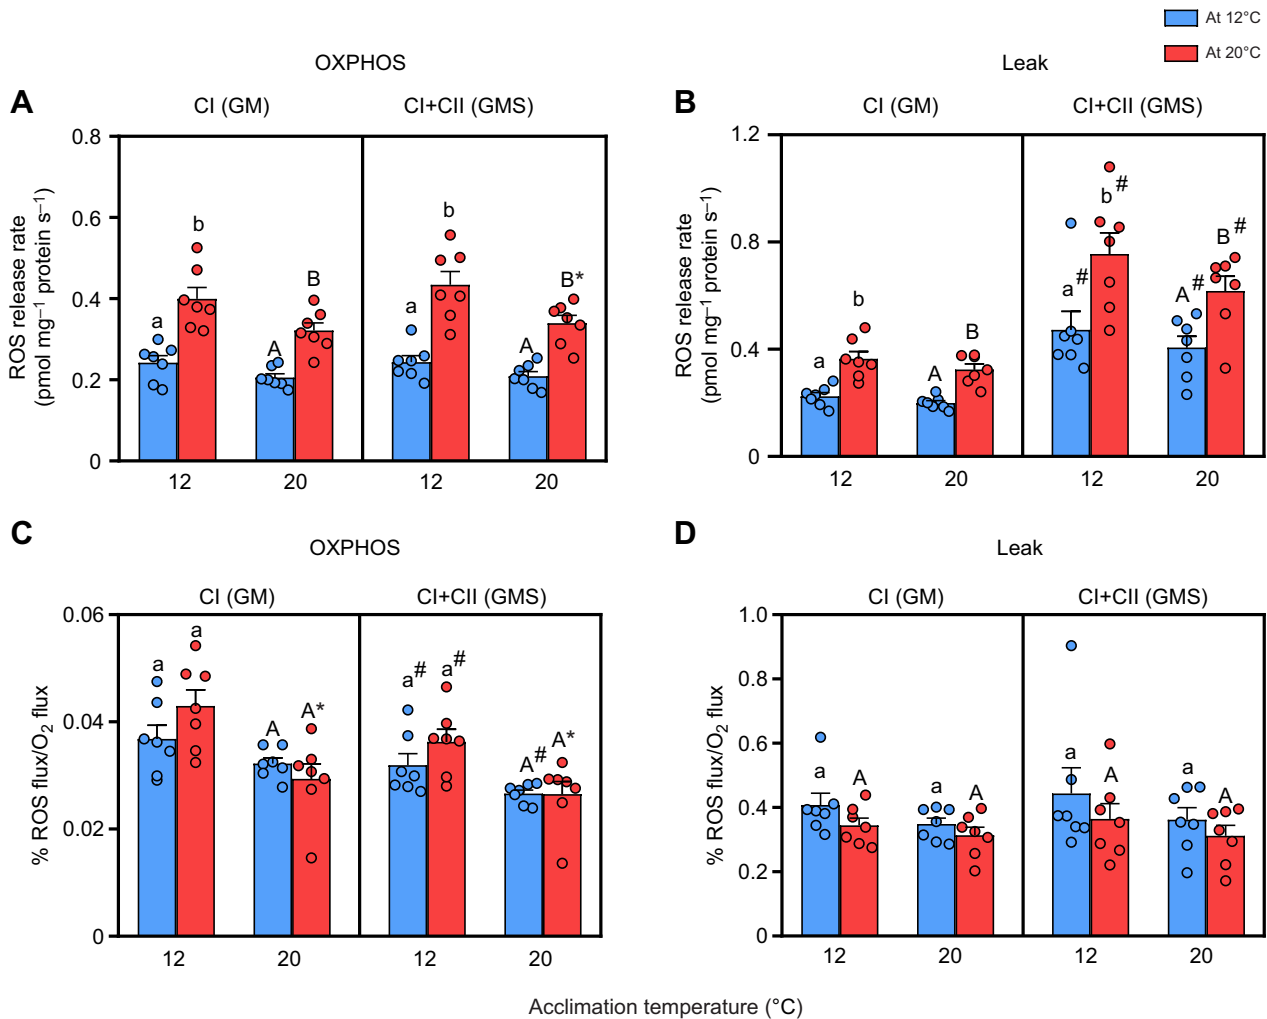 At 12°C
At 20°C
OXPHOS
Leak
A
CI (GM)
CI+CII (GMS)
B
CI (GM)
CI+CII (GMS)
ROS release rate
(pmol mg⁻¹ protein s⁻¹)
0.8
0.6
0.4
0.2
0
a
b
A
B
a
b
A
B*
12
20
12
20
ROS release rate
(pmol mg⁻¹ protein s⁻¹)
1.2
0.8
0.4
0
a
b
A
B
a#
b#
A#
B#
12
20
12
20
C
OXPHOS
D
Leak
CI (GM)
CI+CII (GMS)
CI (GM)
CI+CII (GMS)
% ROS flux/O₂ flux
0.06
0.04
0.02
0
a
a
A
A*
a#
a#
A#
A*
12
20
12
20
% ROS flux/O₂ flux
1.0
0.8
0.6
0.4
0.2
0
a
A
a
A
a
A
a
A
12
20
12
20
Acclimation temperature (°C)